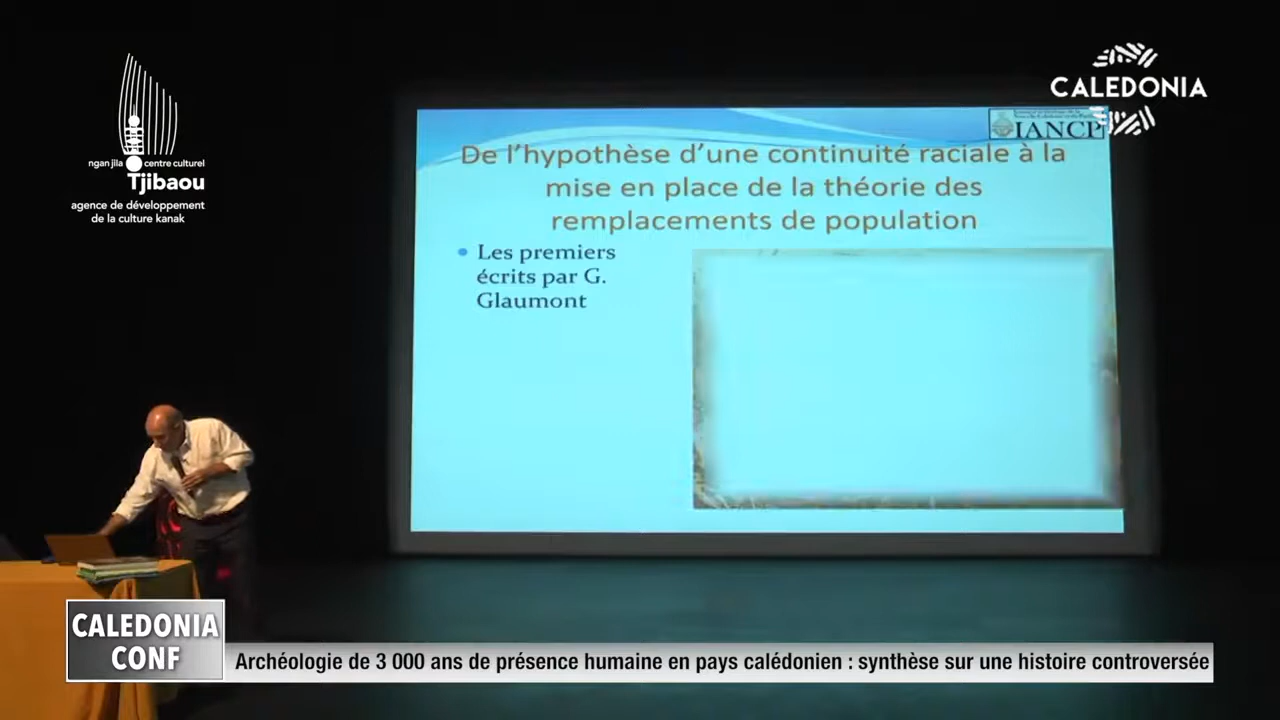 ngan jila centre culturel
Tjibaou
agence de développement
de la culture kanak
CALEDONIA
IANCP
De l’hypothèse d’une continuité raciale à la
mise en place de la théorie des
remplacements de population
• Les premiers
écrits par G.
Glaumont
CALEDONIA
CONF
Archéologie de 3 000 ans de présence humaine en pays calédonien : synthèse sur une histoire controversée